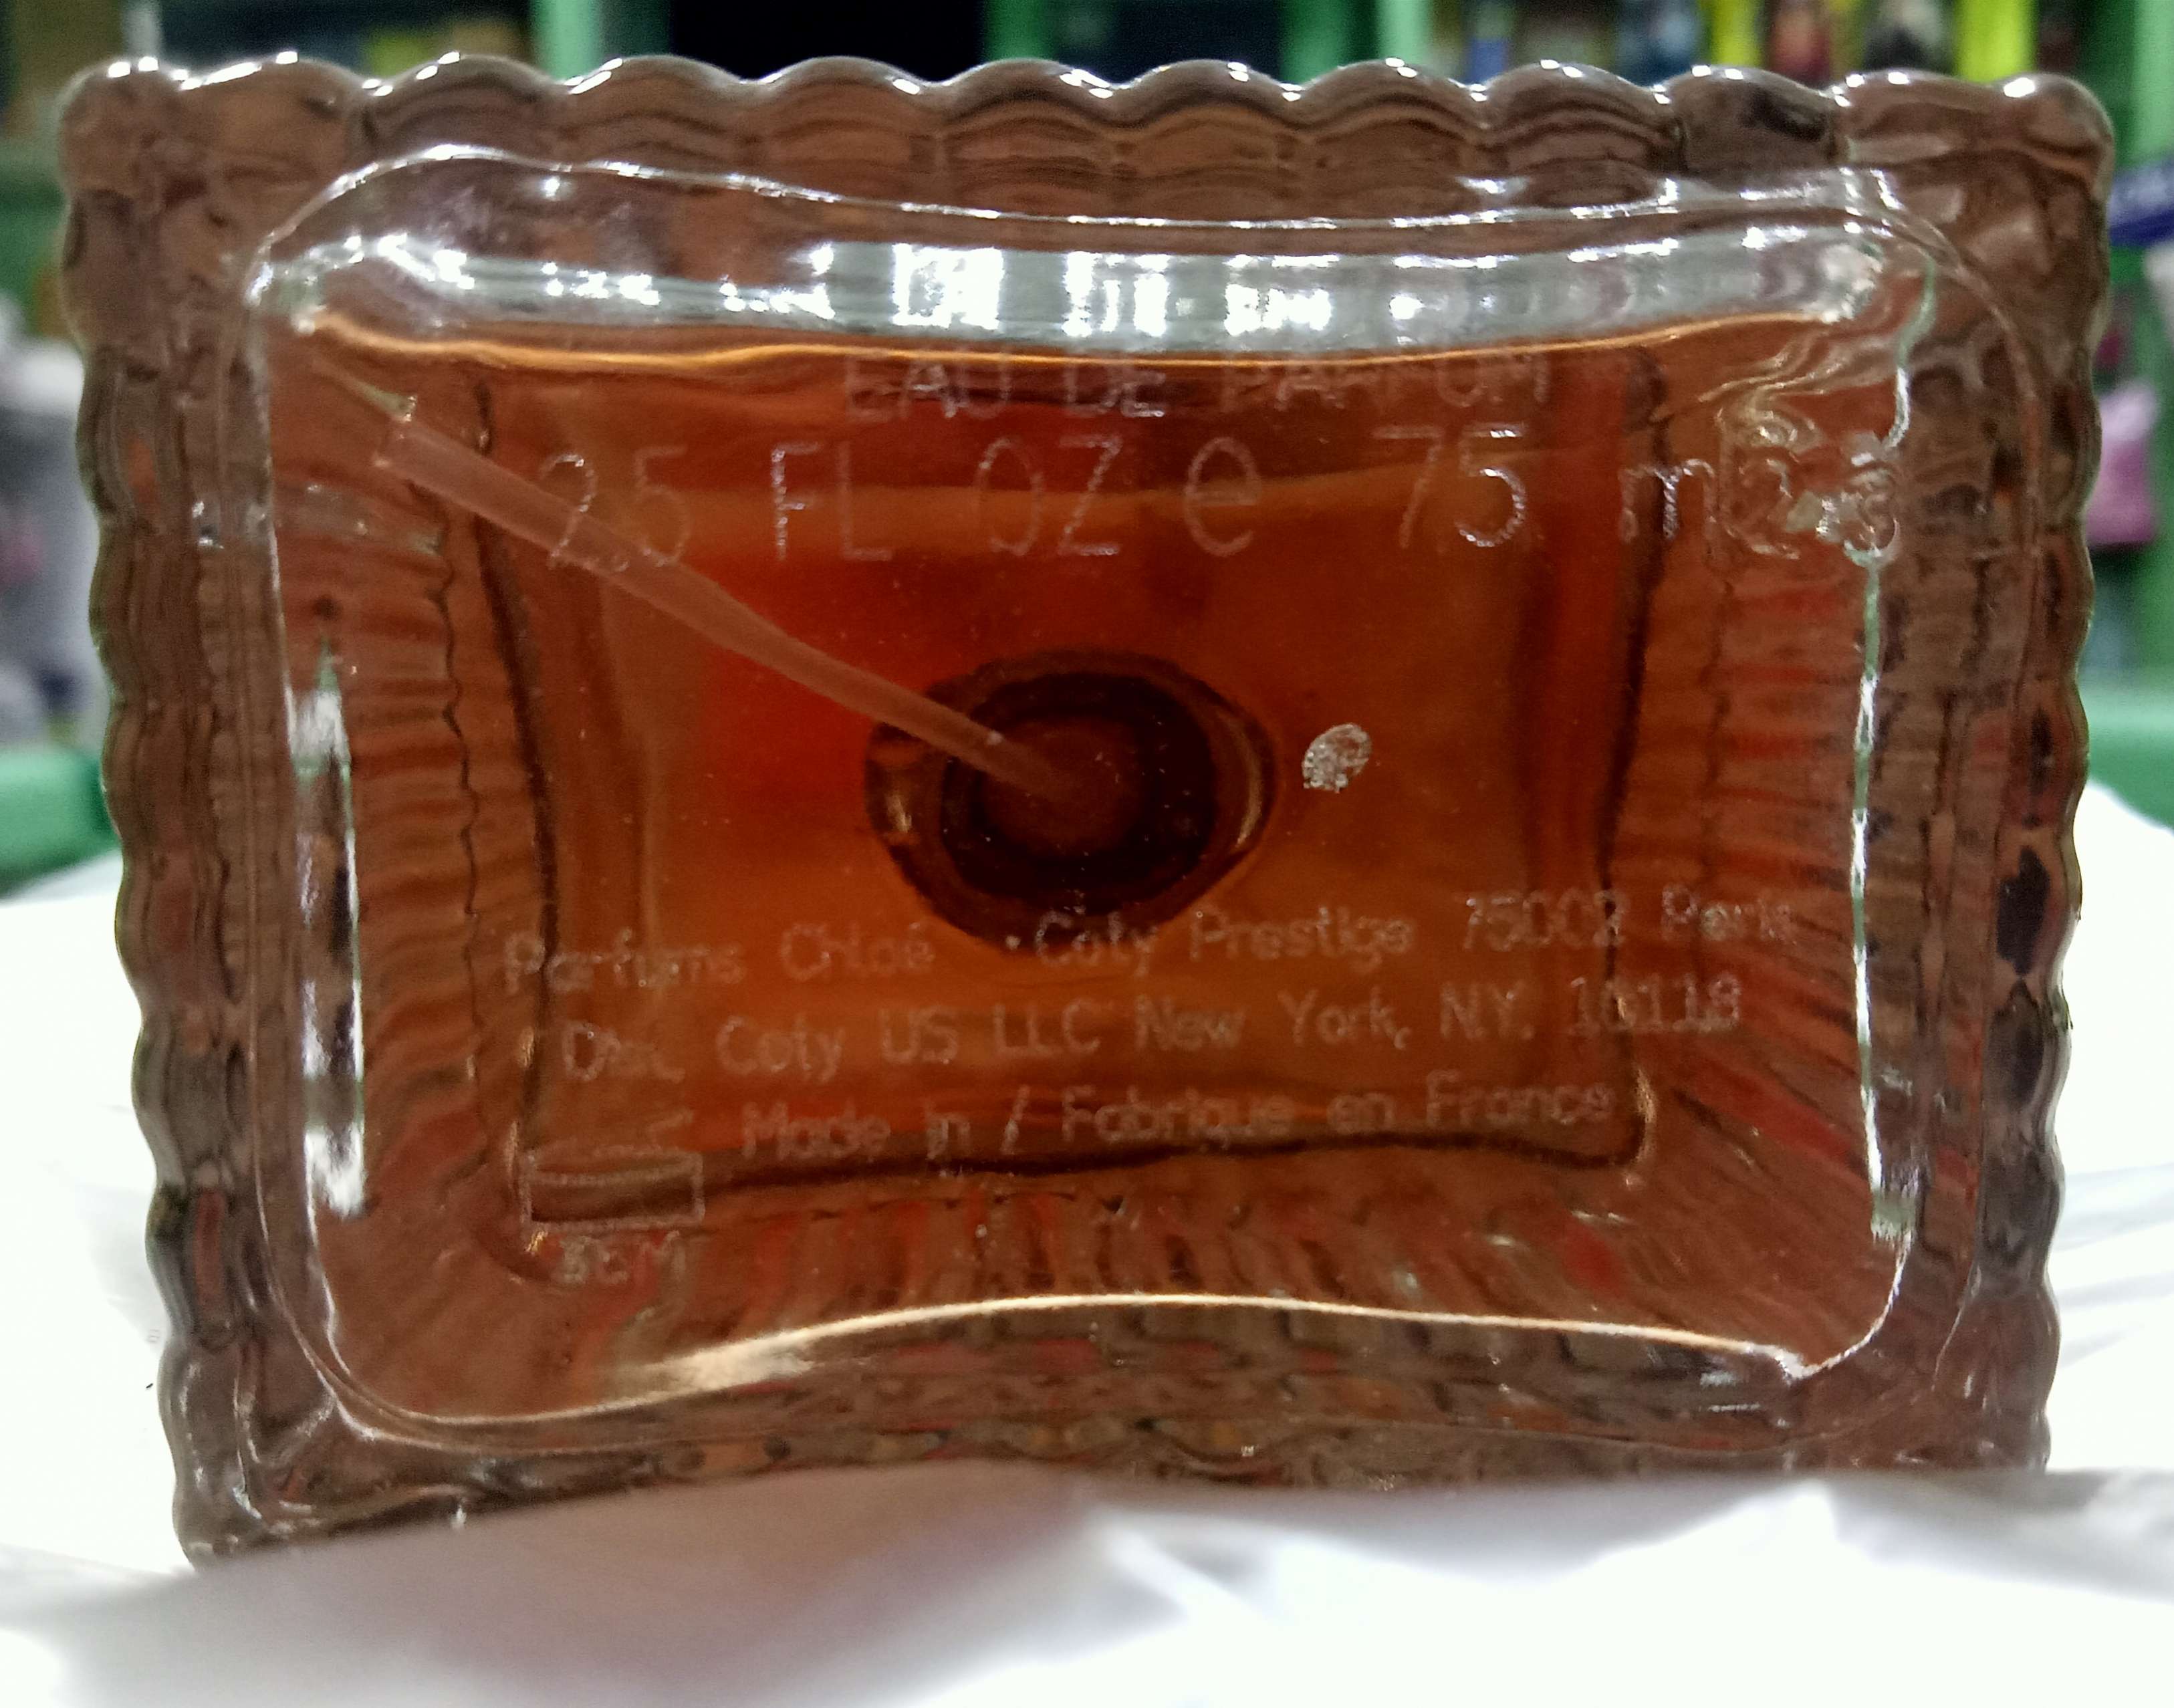 EAU DE PARFUM
2.5 FL OZ e 75 ml
Parfums Chloé - Coty Prestige 75002 Paris
Dist. Coty US LLC New York, N.Y. 10118
Made in / Fabrique en France